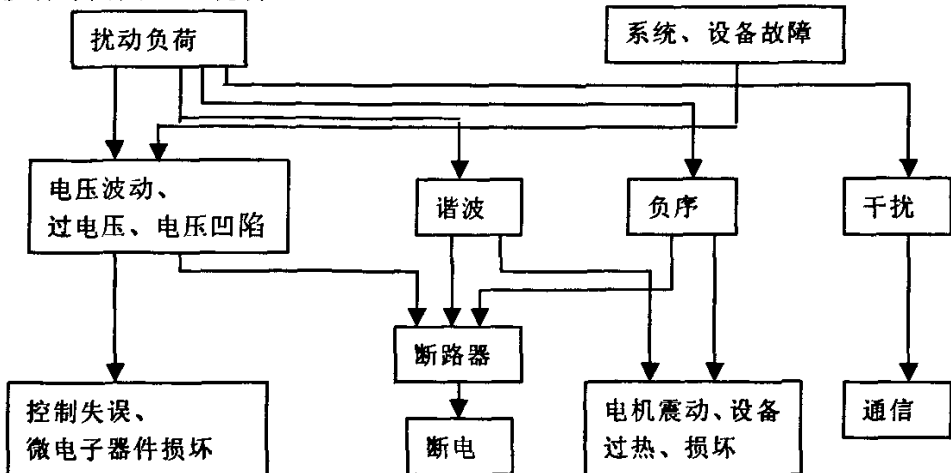 扰动负荷
系统、设备故障
电压波动、
过电压、电压凹陷
谐波
负序
干扰
断路器
控制失误、
微电子器件损坏
断电
电机震动、设备
过热、损坏
通信